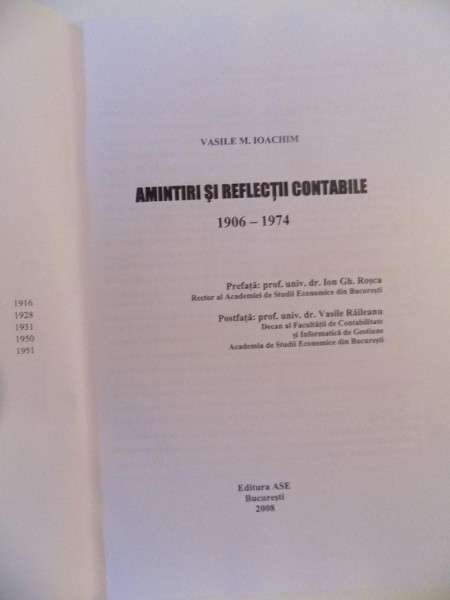 1916
1928
1931
1950
1951
VASILE M. IOACHIM
AMINTIRI ŞI REFLECŢII CONTABILE
1906 – 1974
Prefaţă: prof. univ. dr. Ion Gh. Roşca
Rector al Academiei de Studii Economice din Bucureşti
Postfaţă: prof. univ. dr. Vasile Răileanu
Decan al Facultăţii de Contabilitate
şi Informatică de Gestiune
Academia de Studii Economice din Bucureşti
Editura ASE
Bucureşti
2008